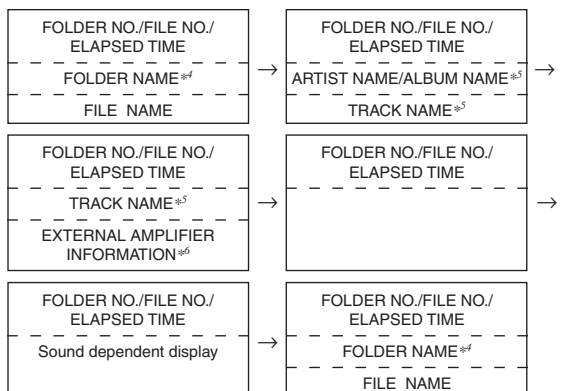 FOLDER NO./FILE NO./
ELAPSED TIME
FOLDER NAME*4
FILE NAME
→
FOLDER NO./FILE NO./
ELAPSED TIME
ARTIST NAME/ALBUM NAME*5
TRACK NAME*5
→
FOLDER NO./FILE NO./
ELAPSED TIME
TRACK NAME*5
EXTERNAL AMPLIFIER
INFORMATION*6
→
FOLDER NO./FILE NO./
ELAPSED TIME
→
FOLDER NO./FILE NO./
ELAPSED TIME
Sound dependent display
→
FOLDER NO./FILE NO./
ELAPSED TIME
FOLDER NAME*4
FILE NAME